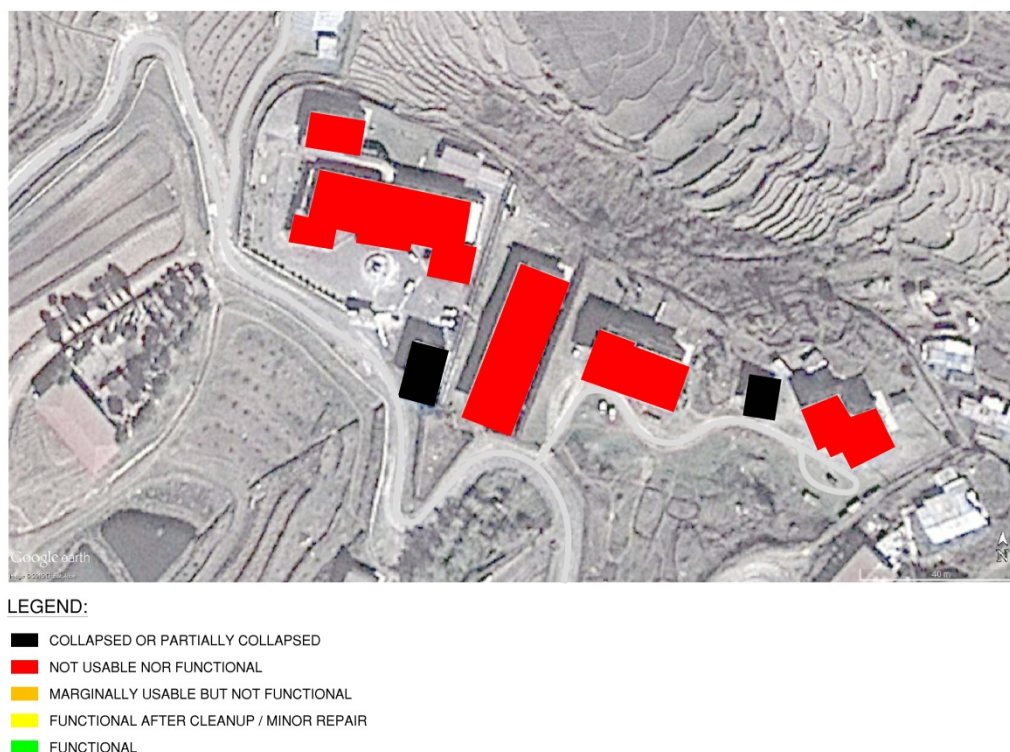 Google earth
N
40 m
LEGEND:
COLLAPSED OR PARTIALLY COLLAPSED
NOT USABLE NOR FUNCTIONAL
MARGINALLY USABLE BUT NOT FUNCTIONAL
FUNCTIONAL AFTER CLEANUP / MINOR REPAIR
FUNCTIONAL